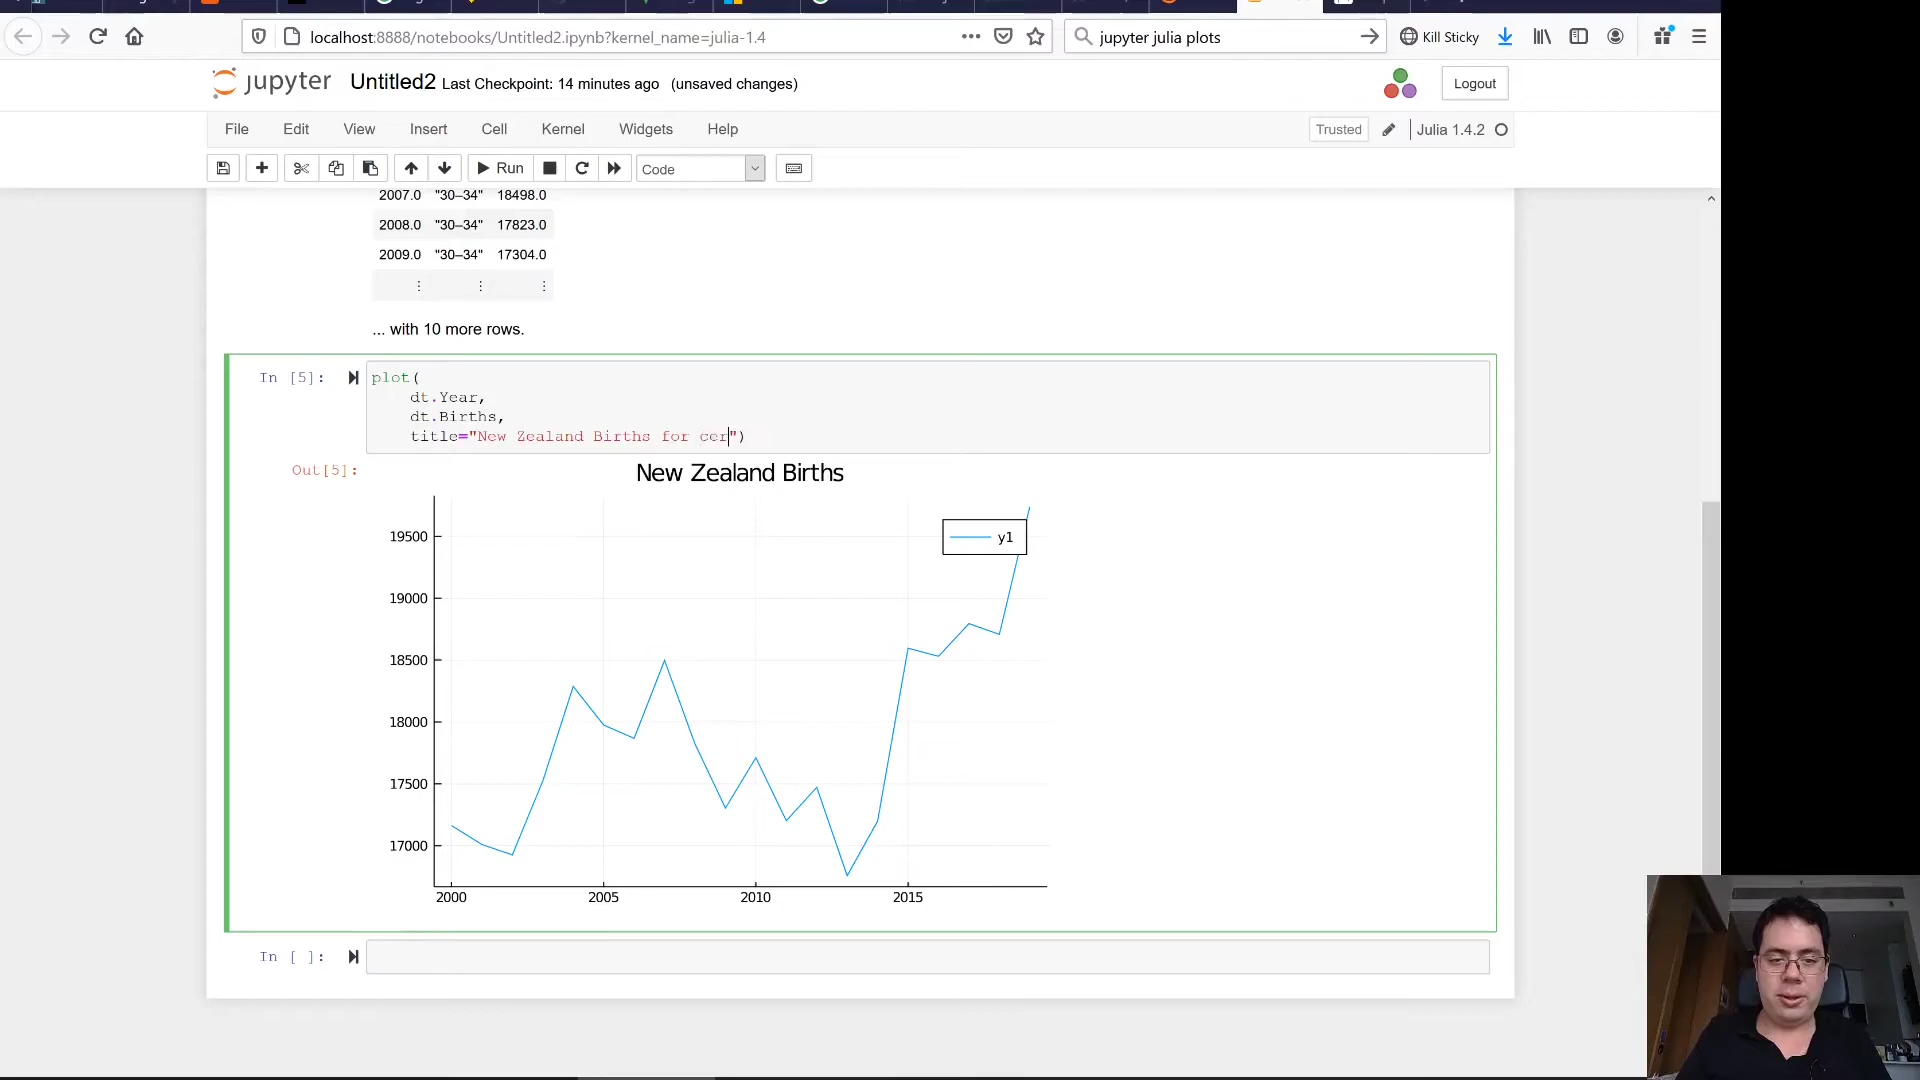 localhost:8888/notebooks/Untitled2.ipynb?kernel_name=julia-1.4
jupyter julia plots
Kill Sticky
jupyter Untitled2 Last Checkpoint: 14 minutes ago (unsaved changes)
Logout
File Edit View Insert Cell Kernel Widgets Help
Trusted
Julia 1.4.2
Run
Code
2007.0 "30–34" 18498.0
2008.0 "30–34" 17823.0
2009.0 "30–34" 17304.0
⋮ ⋮ ⋮
... with 10 more rows.
In [5]:
plot(
dt.Year,
dt.Births,
title="New Zealand Births for cer")
Out[5]:
New Zealand Births
y1
19500
19000
18500
18000
17500
17000
2000 2005 2010 2015
In [ ]: